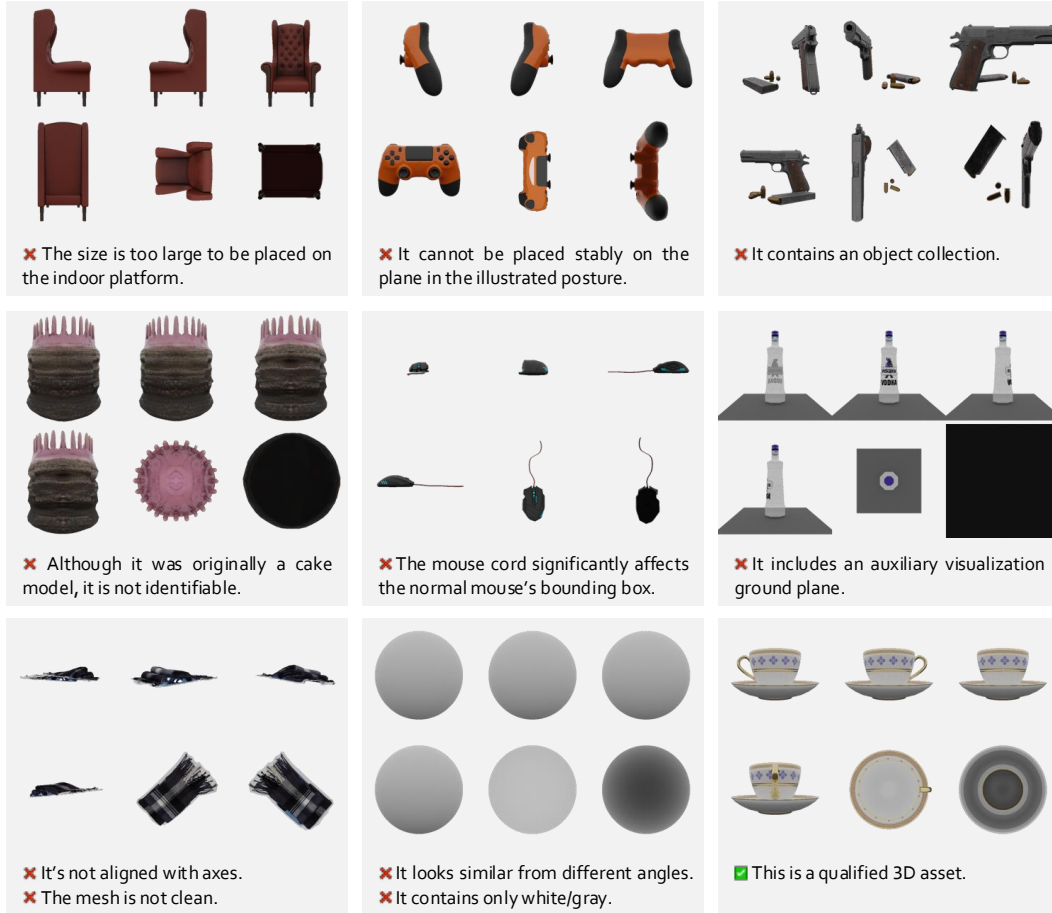 ❌ The size is too large to be placed on
the indoor platform.
❌ It cannot be placed stably on the
plane in the illustrated posture.
❌ It contains an object collection.
VODHA
❌ Although it was originally a cake
model, it is not identifiable.
❌ The mouse cord significantly affects
the normal mouse's bounding box.
❌ It includes an auxiliary visualization
ground plane.
❌ It's not aligned with axes.
❌ The mesh is not clean.
❌ It looks similar from different angles.
❌ It contains only white/gray.
✅ This is a qualified 3D asset.